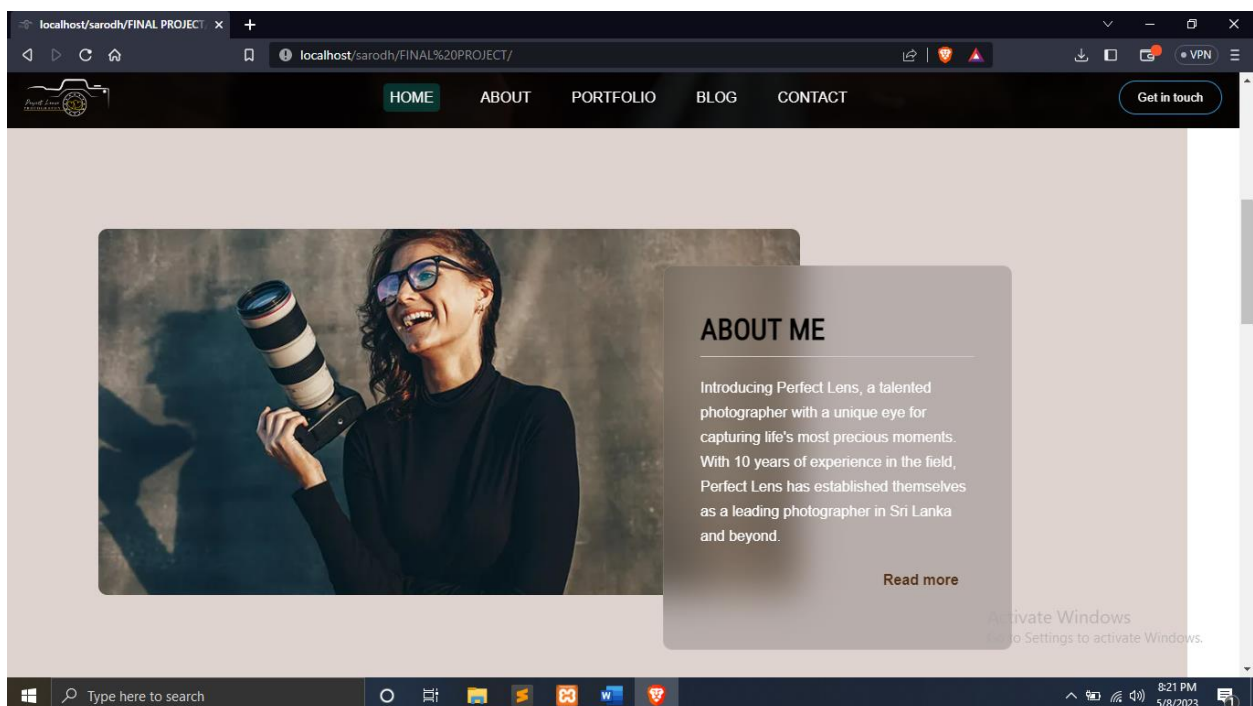 localhost/sarodh/FINAL PROJECT/
localhost/sarodh/FINAL%20PROJECT/
VPN
HOME ABOUT PORTFOLIO BLOG CONTACT
Get in touch
ABOUT ME
Introducing Perfect Lens, a talented
photographer with a unique eye for
capturing life's most precious moments.
With 10 years of experience in the field,
Perfect Lens has established themselves
as a leading photographer in Sri Lanka
and beyond.
Read more
Activate Windows
to Settings to activate Windows.
Type here to search
8:21 PM
5/8/2023